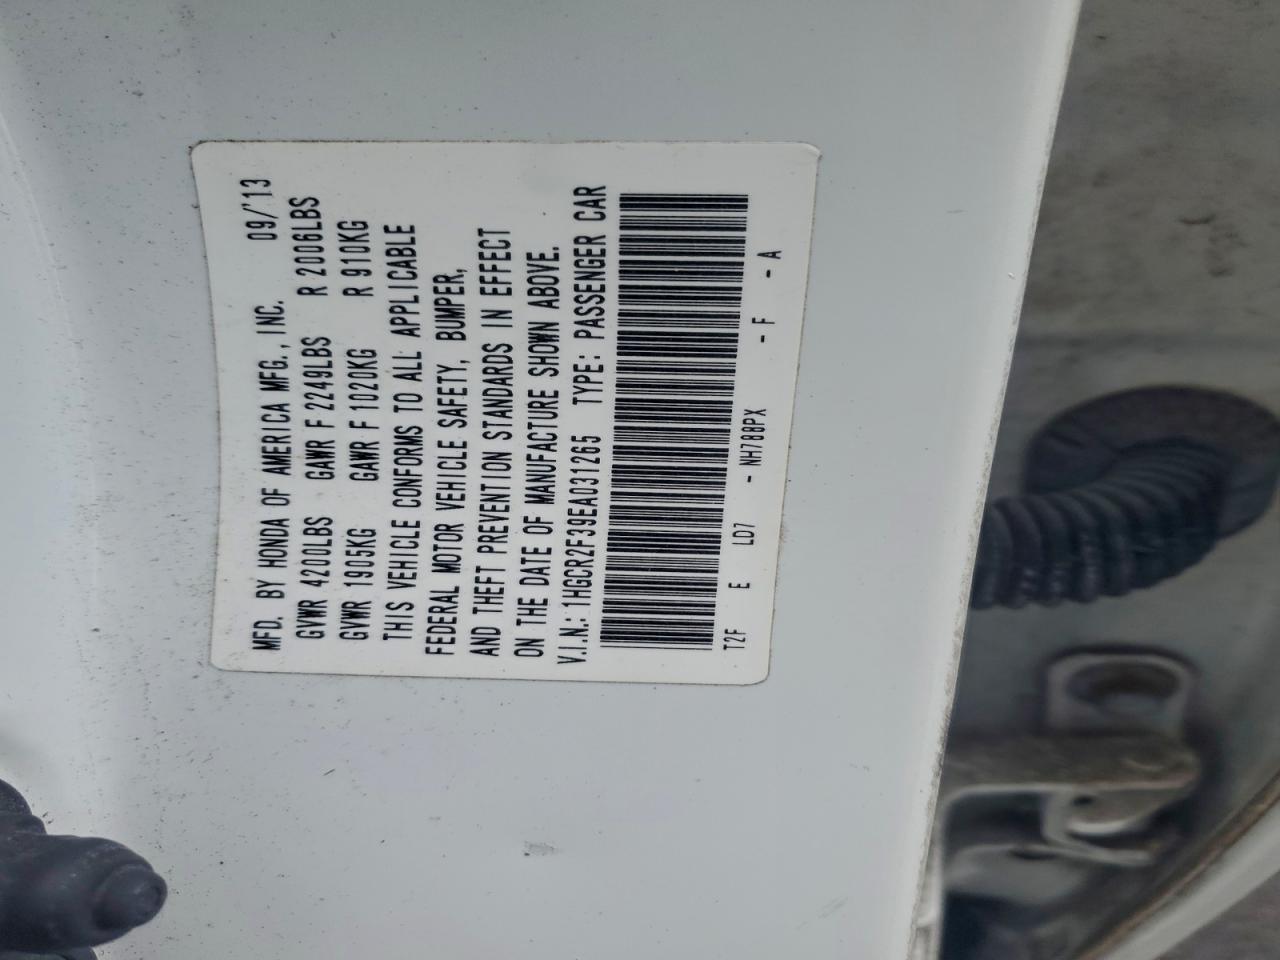 MFD. BY HONDA OF AMERICA MFG., INC. 09/'13
GVWR 4200LBS GAWR F 2249LBS R 2006LBS
GVWR 1905KG GAWR F 1020KG R 910KG
THIS VEHICLE CONFORMS TO ALL APPLICABLE
FEDERAL MOTOR VEHICLE SAFETY, BUMPER,
AND THEFT PREVENTION STANDARDS IN EFFECT
ON THE DATE OF MANUFACTURE SHOWN ABOVE.
V.I.N.: 1HGCR2F39EA031265 TYPE: PASSENGER CAR
T2F E LD7 - NH788PX - F - A